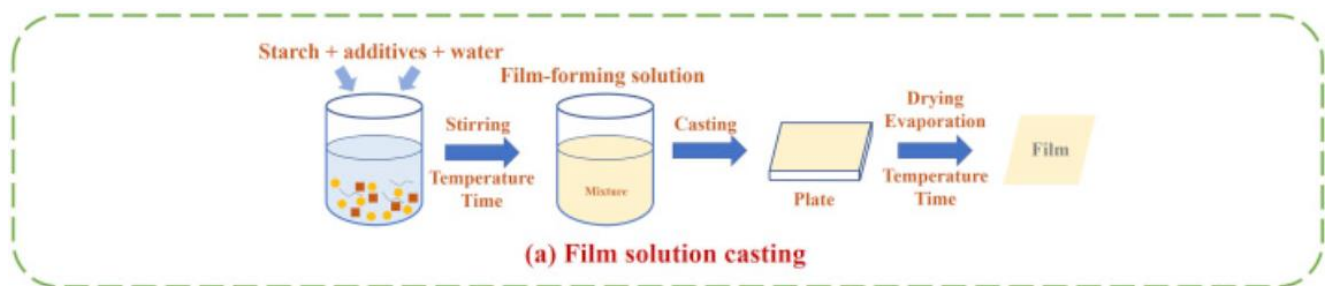 Starch + additives + water
Film-forming solution
Stirring
Temperature
Time
Mixture
Casting
Plate
Drying
Evaporation
Temperature
Time
Film
(a) Film solution casting